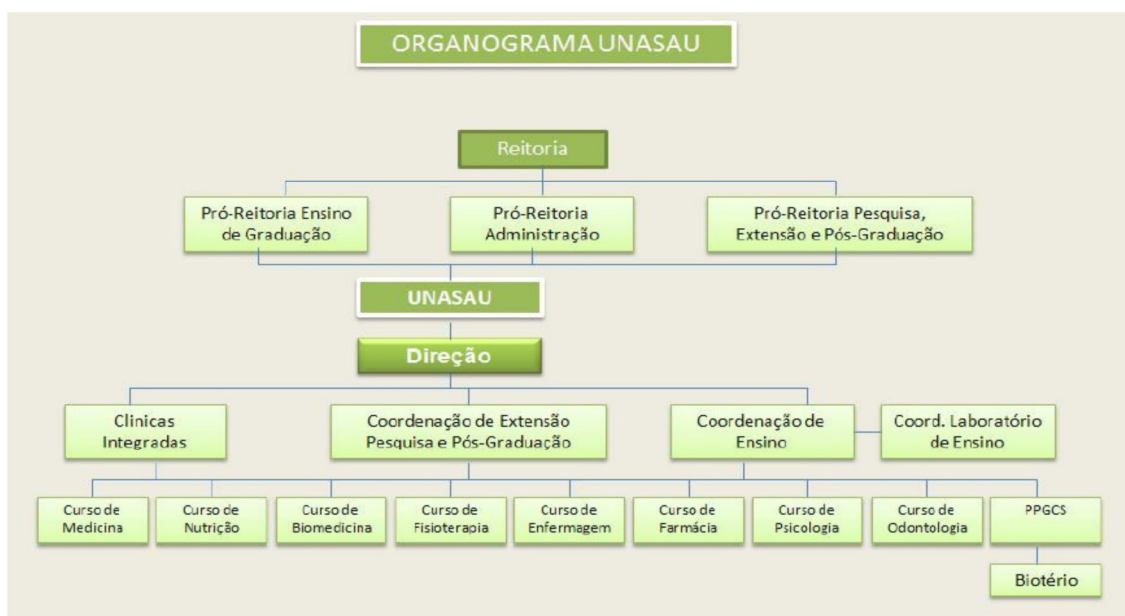 ORGANOGRAMA UNASAU
Reitoria
Pró-Reitoria Ensino
de Graduação
Pró-Reitoria
Administração
Pró-Reitoria Pesquisa,
Extensão e Pós-Graduação
UNASAU
Direção
Clinicas
Integradas
Coordenação de Extensão
Pesquisa e Pós-Graduação
Coordenação de
Ensino
Coord. Laboratório
de Ensino
Curso de
Medicina
Curso de
Nutrição
Curso de
Biomedicina
Curso de
Fisioterapia
Curso de
Enfermagem
Curso de
Farmácia
Curso de
Psicologia
Curso de
Odontologia
PPGCS
Biotério